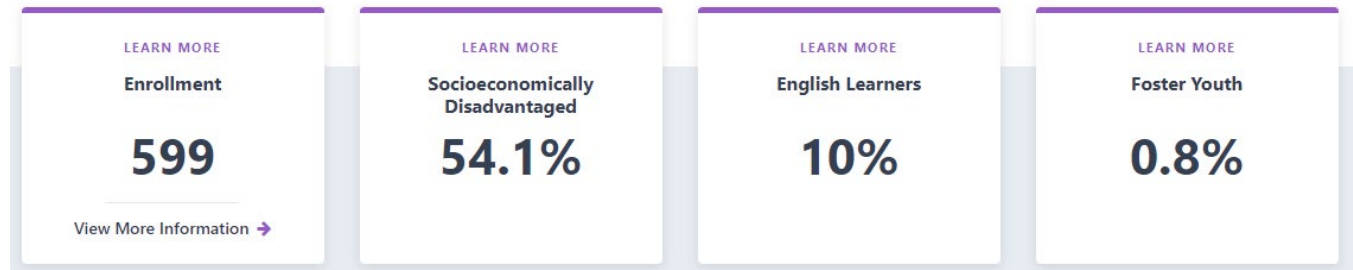 LEARN MORE
Enrollment
599
View More Information
LEARN MORE
Socioeconomically
Disadvantaged
54.1%
LEARN MORE
English Learners
10%
LEARN MORE
Foster Youth
0.8%